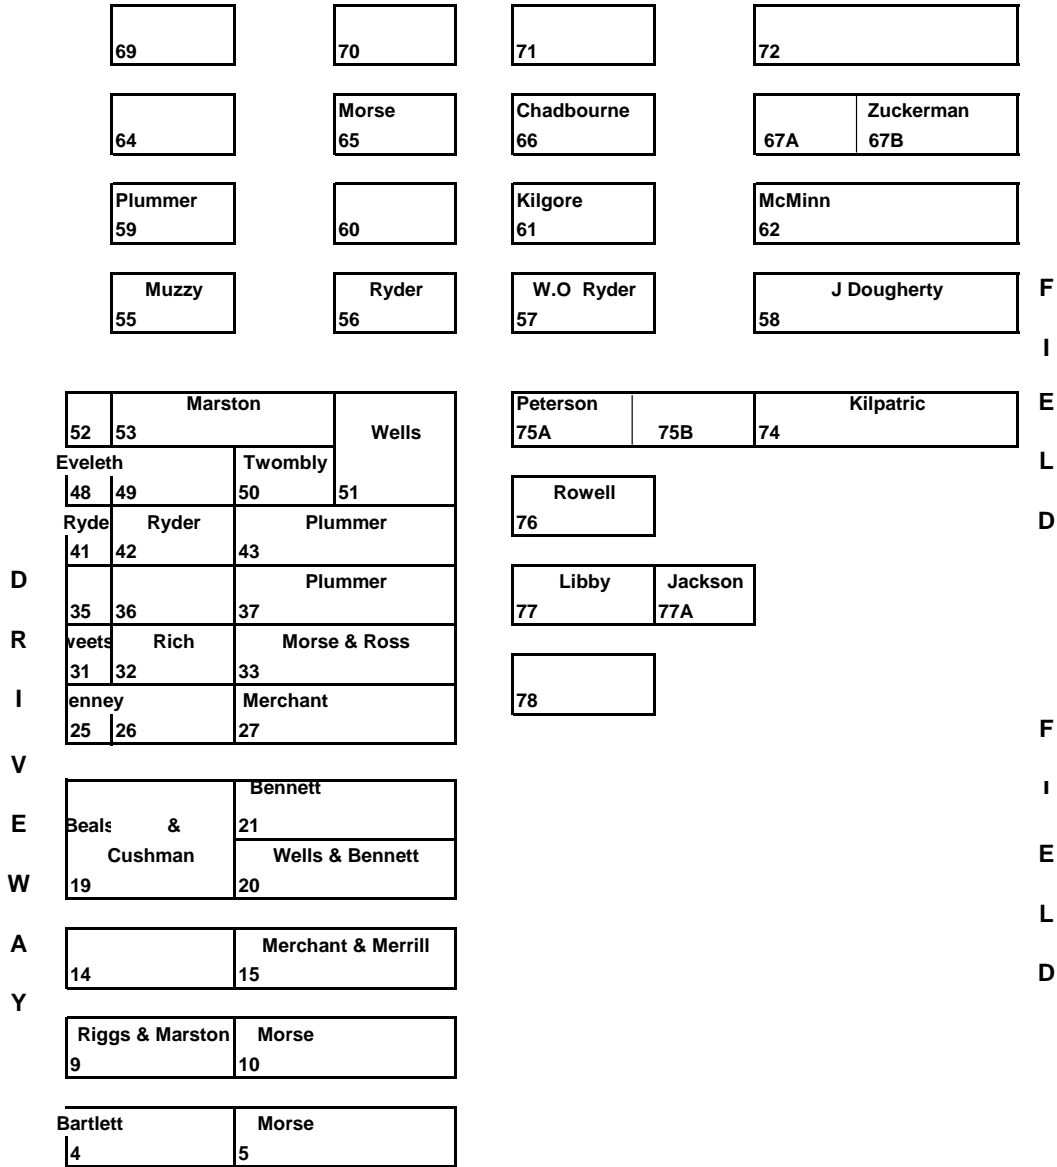 69 70 71 72
Morse Chadbourne Zuckerman
64 65 66 67A 67B
Plummer Kilgore McMinn
59 60 61 62
Muzzy Ryder W.O Ryder J Dougherty F
55 56 57 58
I
Marston Peterson Kilpatric E
52 53 Wells 75A 75B 74
Eveleth Twombly L
48 49 50 51 Rowell
Ryde Ryder Plummer 76 D
41 42 43
D Plummer Libby Jackson
35 36 37 77 77A
R veets Rich Morse & Ross
31 32 33
I enney Merchant 78
25 26 27 F
V
Bennett I
E Beals & 21
Cushman Wells & Bennett E
W 19 20
L
A Merchant & Merrill
14 15 D
Y
Riggs & Marston Morse
9 10
Bartlett Morse
4 5